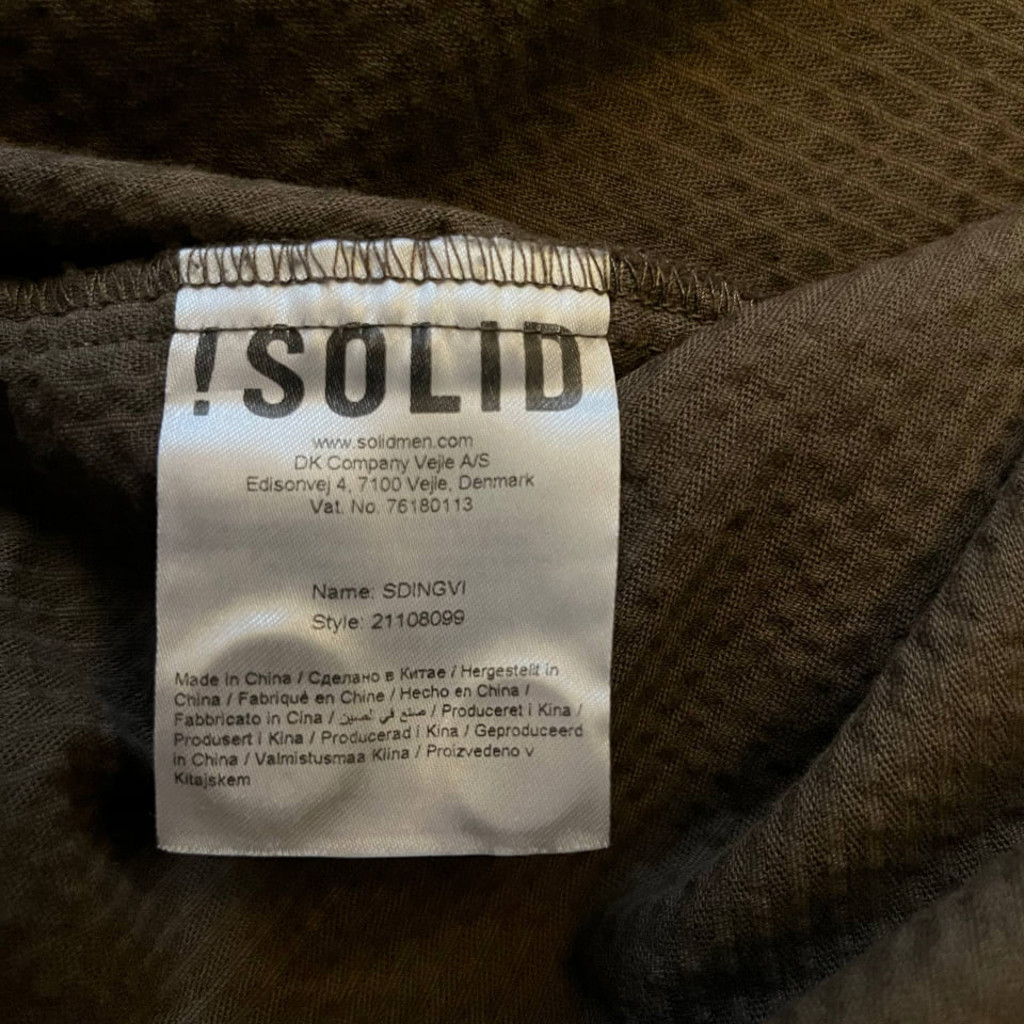 !SOLID
www.solidmen.com
DK Company Vejle A/S
Edisonvej 4, 7100 Vejle, Denmark
Vat. No. 76180113
Name: SDINGVI
Style: 21108099
Made in China / Сделано в Китае / Hergestellt in
China / Fabriqué en Chine / Hecho en China /
Fabbricato in Cina / صنع في الصين / Produceret i Kina /
Produsert i Kina / Producerad i Kina / Geproduceerd
in China / Valmistusmaa Kiina / Proizvedeno v
Kitajskem